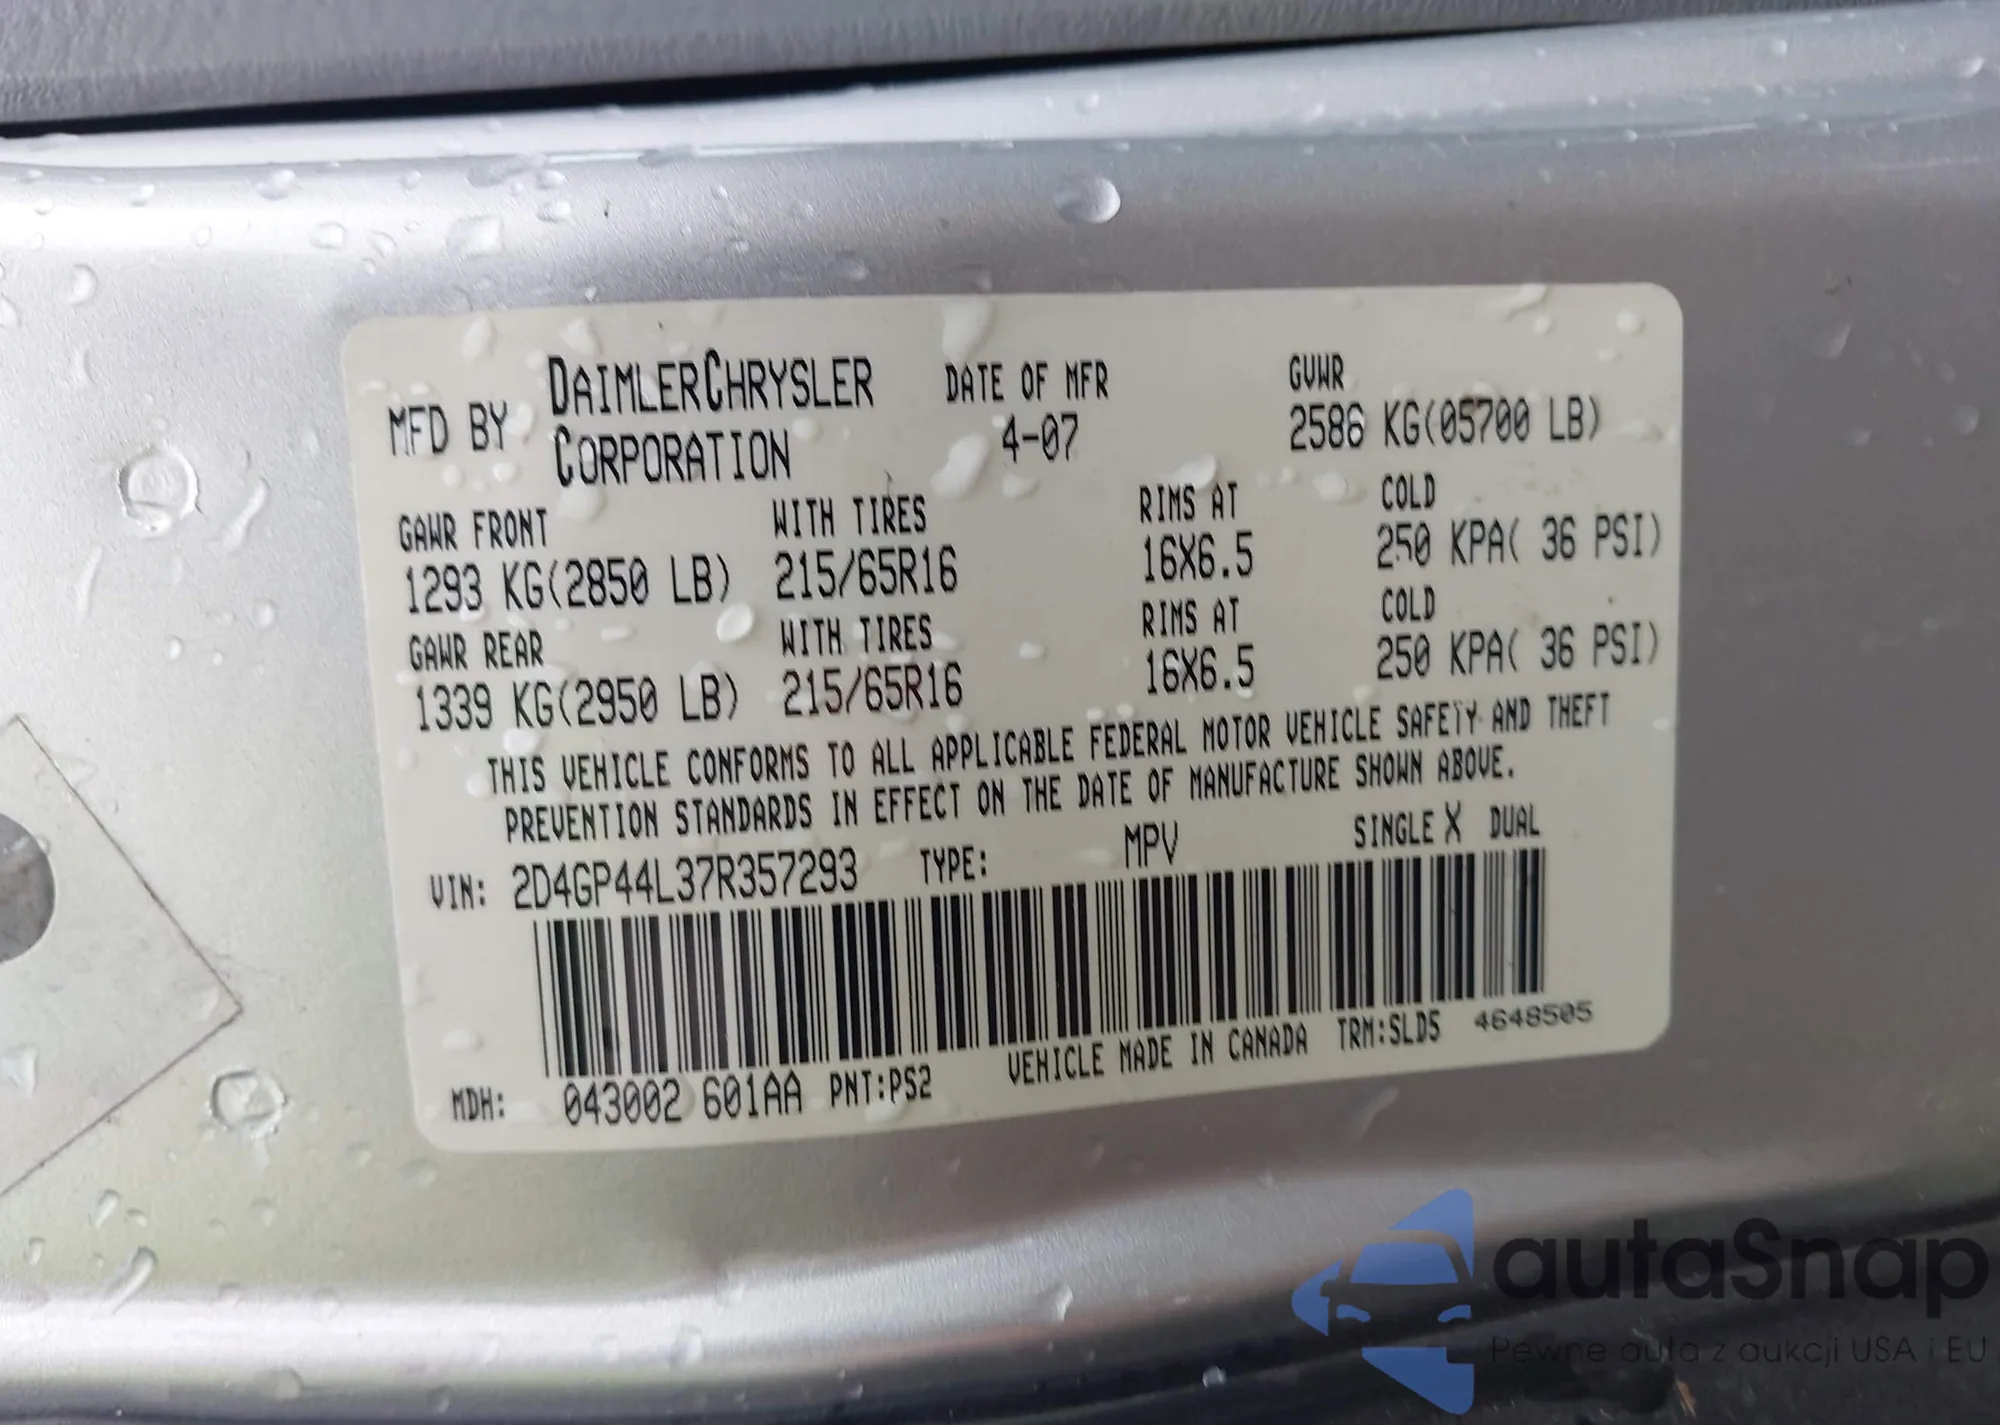 MFD BY DAIMLERCHRYSLER CORPORATION
DATE OF MFR 4-07
GVWR 2586 KG(05700 LB)
GAWR FRONT WITH TIRES RIMS AT COLD
1293 KG(2850 LB) 215/65R16 16X6.5 250 KPA( 36 PSI)
GAWR REAR WITH TIRES RIMS AT COLD
1339 KG(2950 LB) 215/65R16 16X6.5 250 KPA( 36 PSI)
THIS VEHICLE CONFORMS TO ALL APPLICABLE FEDERAL MOTOR VEHICLE SAFETY AND THEFT
PREVENTION STANDARDS IN EFFECT ON THE DATE OF MANUFACTURE SHOWN ABOVE.
VIN: 2D4GP44L37R357293 TYPE: MPV SINGLE X DUAL
MDH: 043002 601AA PNT:PS2 VEHICLE MADE IN CANADA TRM:SLD5 4648505
autaSnap
Pewne auta z aukcji USA i EU